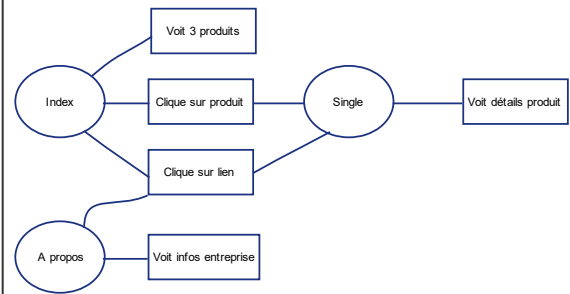 Voit 3 produits
Index
Clique sur produit
Single
Voit détails produit
Clique sur lien
A propos
Voit infos entreprise